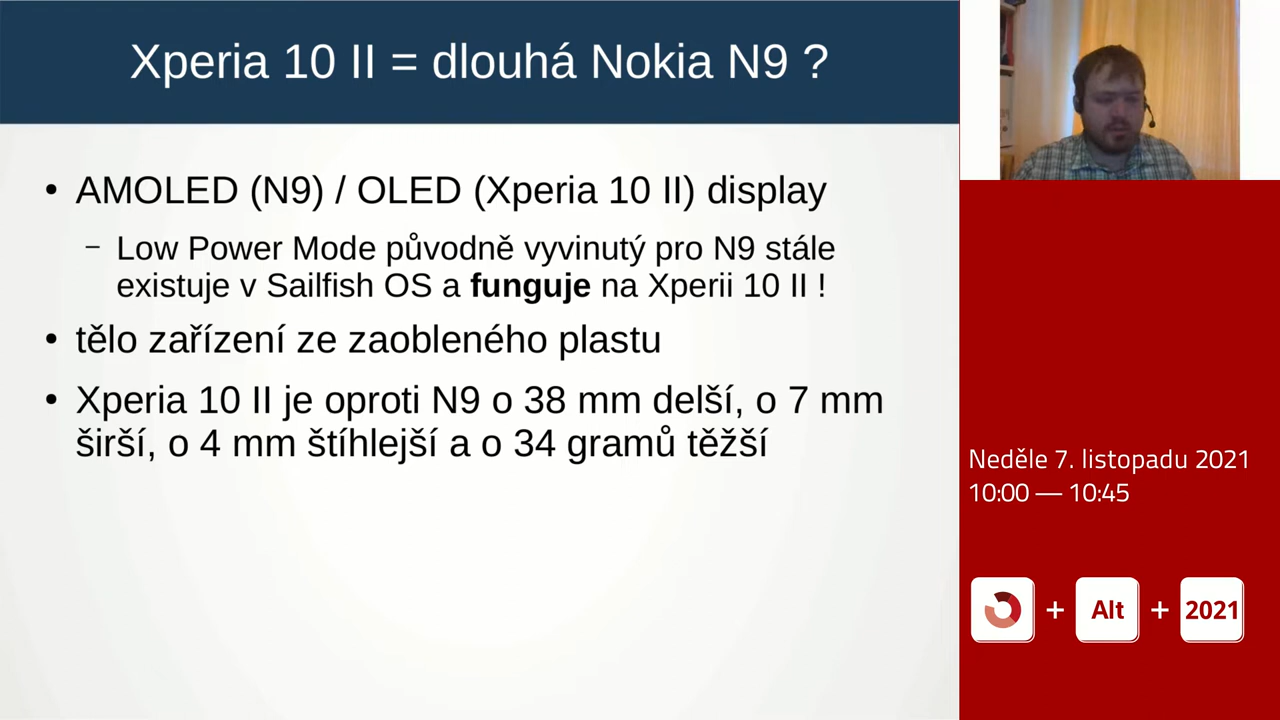 Xperia 10 II = dlouhá Nokia N9 ?
• AMOLED (N9) / OLED (Xperia 10 II) display
– Low Power Mode původně vyvinutý pro N9 stále
existuje v Sailfish OS a funguje na Xperii 10 II !
• tělo zařízení ze zaobleného plastu
• Xperia 10 II je oproti N9 o 38 mm delší, o 7 mm
širší, o 4 mm štíhlejší a o 34 gramů těžší
Neděle 7. listopadu 2021
10:00 — 10:45
+ Alt + 2021